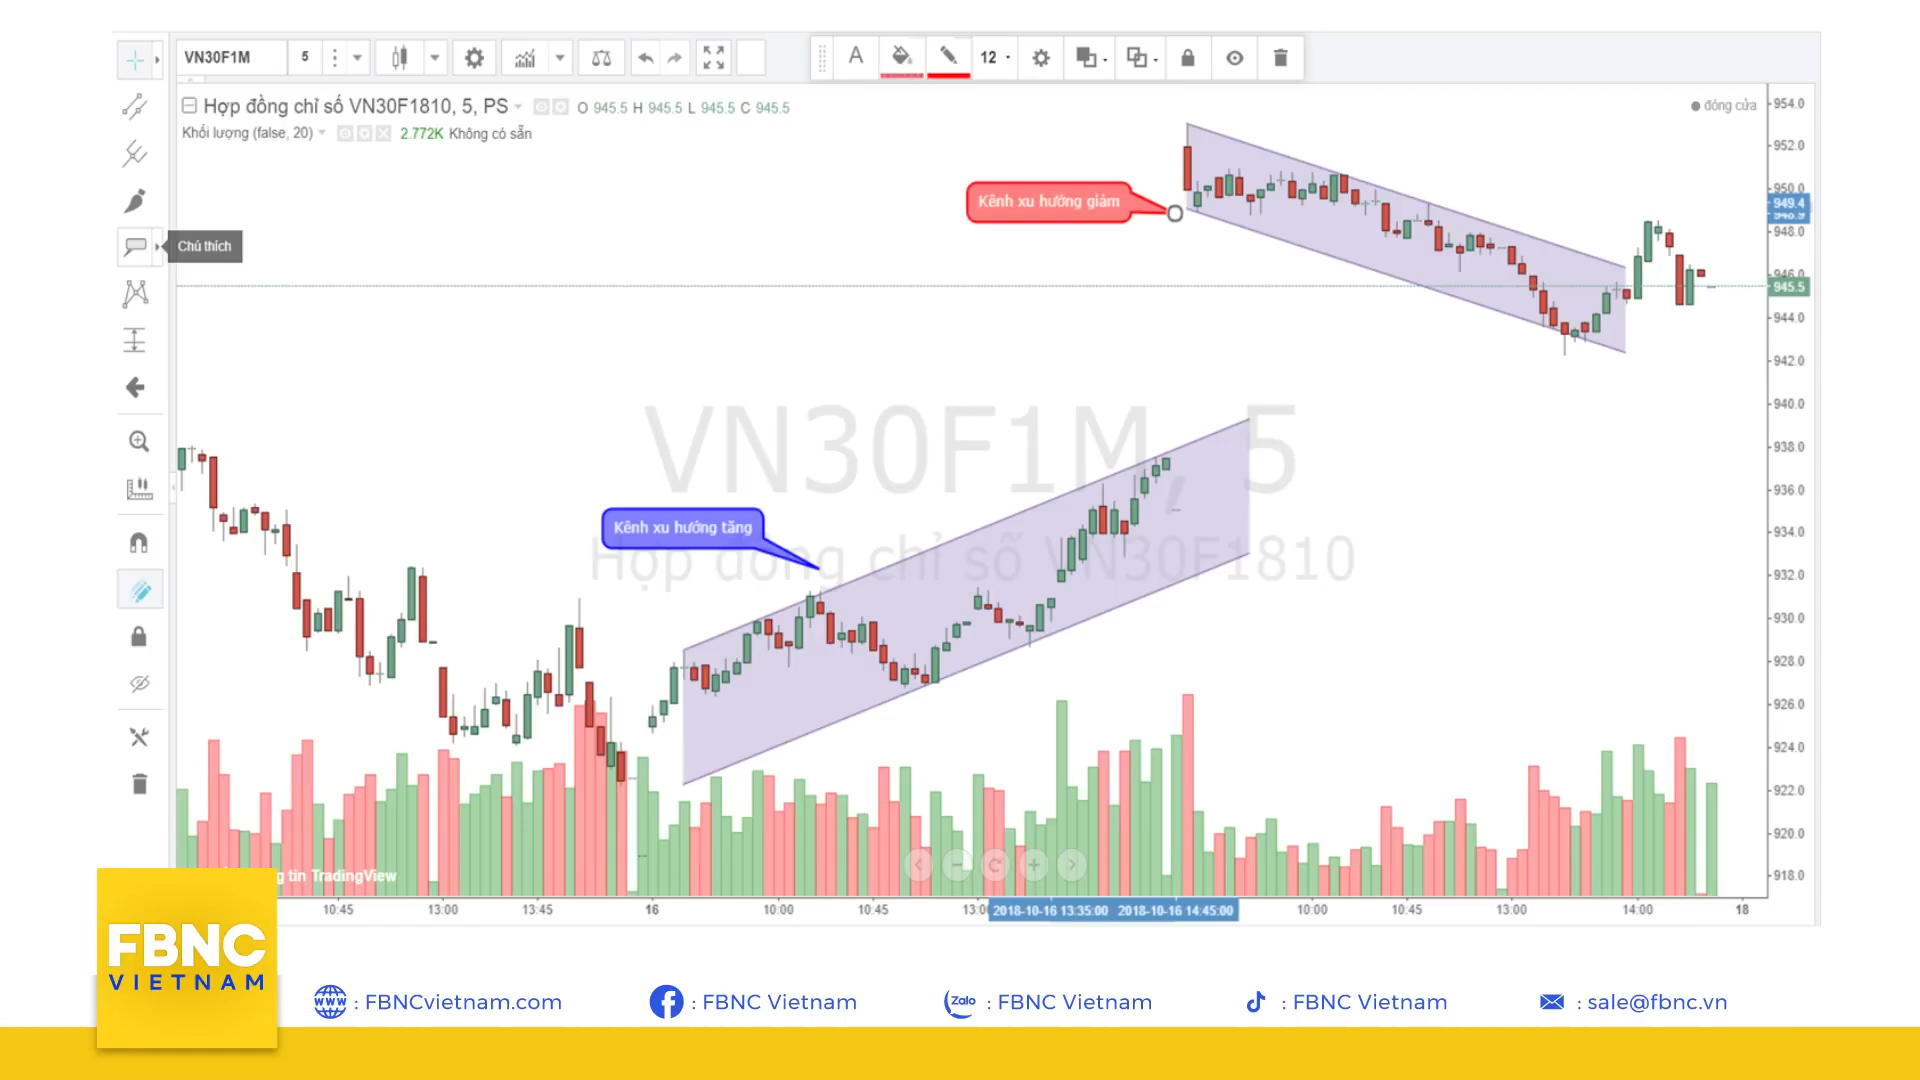 VN30F1M
5
A
12
Hợp đồng chỉ số VN30F1810, 5, PS
O 945.5 H 945.5 L 945.5 C 945.5
Khối lượng (false, 20)
2.772K Không có sẵn
đóng cửa
954.0
952.0
950.0
949.4
948.9
948.0
946.0
945.5
944.0
942.0
940.0
938.0
936.0
934.0
932.0
930.0
928.0
926.0
924.0
922.0
920.0
918.0
Kênh xu hướng giảm
Chú thích
VN30F1M, 5
Kênh xu hướng tăng
Hợp đồng chỉ số VN30F1810
tin TradingView
10:45
13:00
13:45
16
10:00
10:45
13:00
2018-10-16 13:35:00
2018-10-16 14:45:00
10:00
10:45
13:00
14:00
18
FBNC
VIETNAM
www : FBNCvietnam.com
: FBNC Vietnam
Zalo : FBNC Vietnam
: FBNC Vietnam
: sale@fbnc.vn